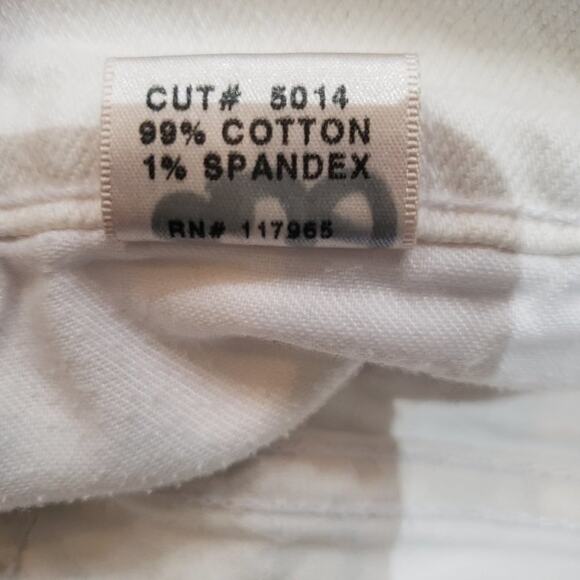 CUT# 5014
99% COTTON
1% SPANDEX
RN# 117965